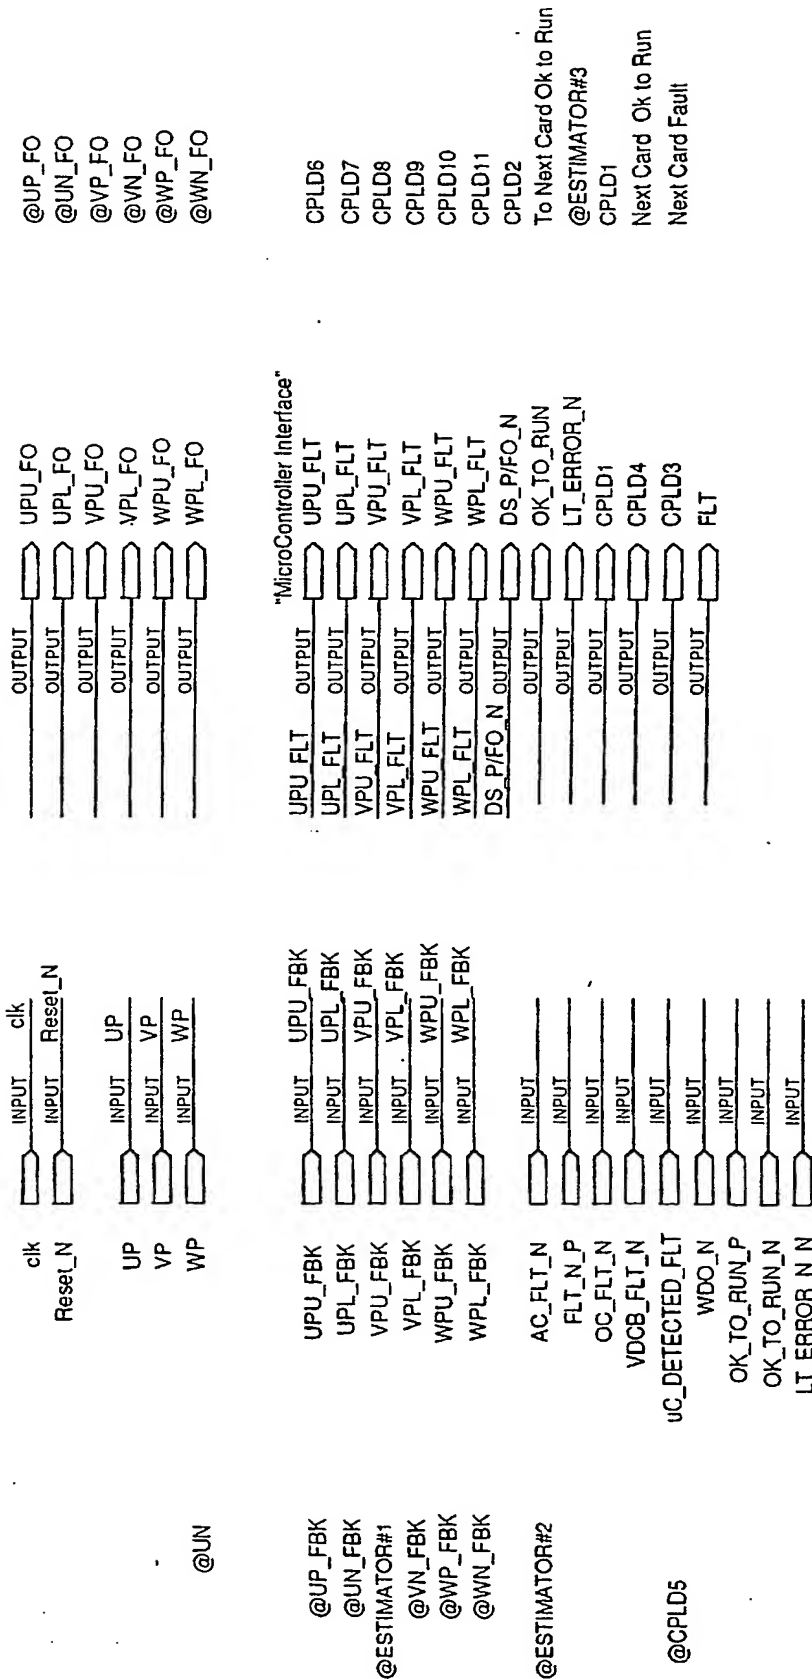 clk INPUT clk OUTPUT UPU_FO @UP_FO
Reset_N INPUT Reset_N OUTPUT UPL_FO @UN_FO
OUTPUT VPU_FO @VP_FO
UP INPUT UP OUTPUT VPL_FO @VN_FO
VP INPUT VP OUTPUT WPU_FO @WP_FO
@UN WP INPUT WP OUTPUT WPL_FO @WN_FO
"MicroController Interface"
@UP_FBK UPU_FBK INPUT UPU_FBK UPU_FLT OUTPUT UPU_FLT CPLD6
@UN_FBK UPL_FBK INPUT UPL_FBK UPL_FLT OUTPUT UPL_FLT CPLD7
@ESTIMATOR#1 VPU_FBK INPUT VPU_FBK VPU_FLT OUTPUT VPU_FLT CPLD8
@VN_FBK VPL_FBK INPUT VPL_FBK VPL_FLT OUTPUT VPL_FLT CPLD9
@WP_FBK WPU_FBK INPUT WPU_FBK WPU_FLT OUTPUT WPU_FLT CPLD10
@WN_FBK WPL_FBK INPUT WPL_FBK WPL_FLT OUTPUT WPL_FLT CPLD11
DS_P/FO_N OUTPUT DS_P/FO_N CPLD2
@ESTIMATOR#2 AC_FLT_N INPUT OUTPUT OK_TO_RUN To Next Card Ok to Run
FLT_N_P INPUT OUTPUT LT_ERROR_N @ESTIMATOR#3
OC_FLT_N INPUT OUTPUT CPLD1 CPLD1
VDCB_FLT_N INPUT OUTPUT CPLD4 Next Card Ok to Run
@CPLD5 uC_DETECTED_FLT INPUT OUTPUT CPLD3 Next Card Fault
WDO_N INPUT OUTPUT FLT
OK_TO_RUN_P INPUT
OK_TO_RUN_N INPUT
LT_ERROR_N_N INPUT